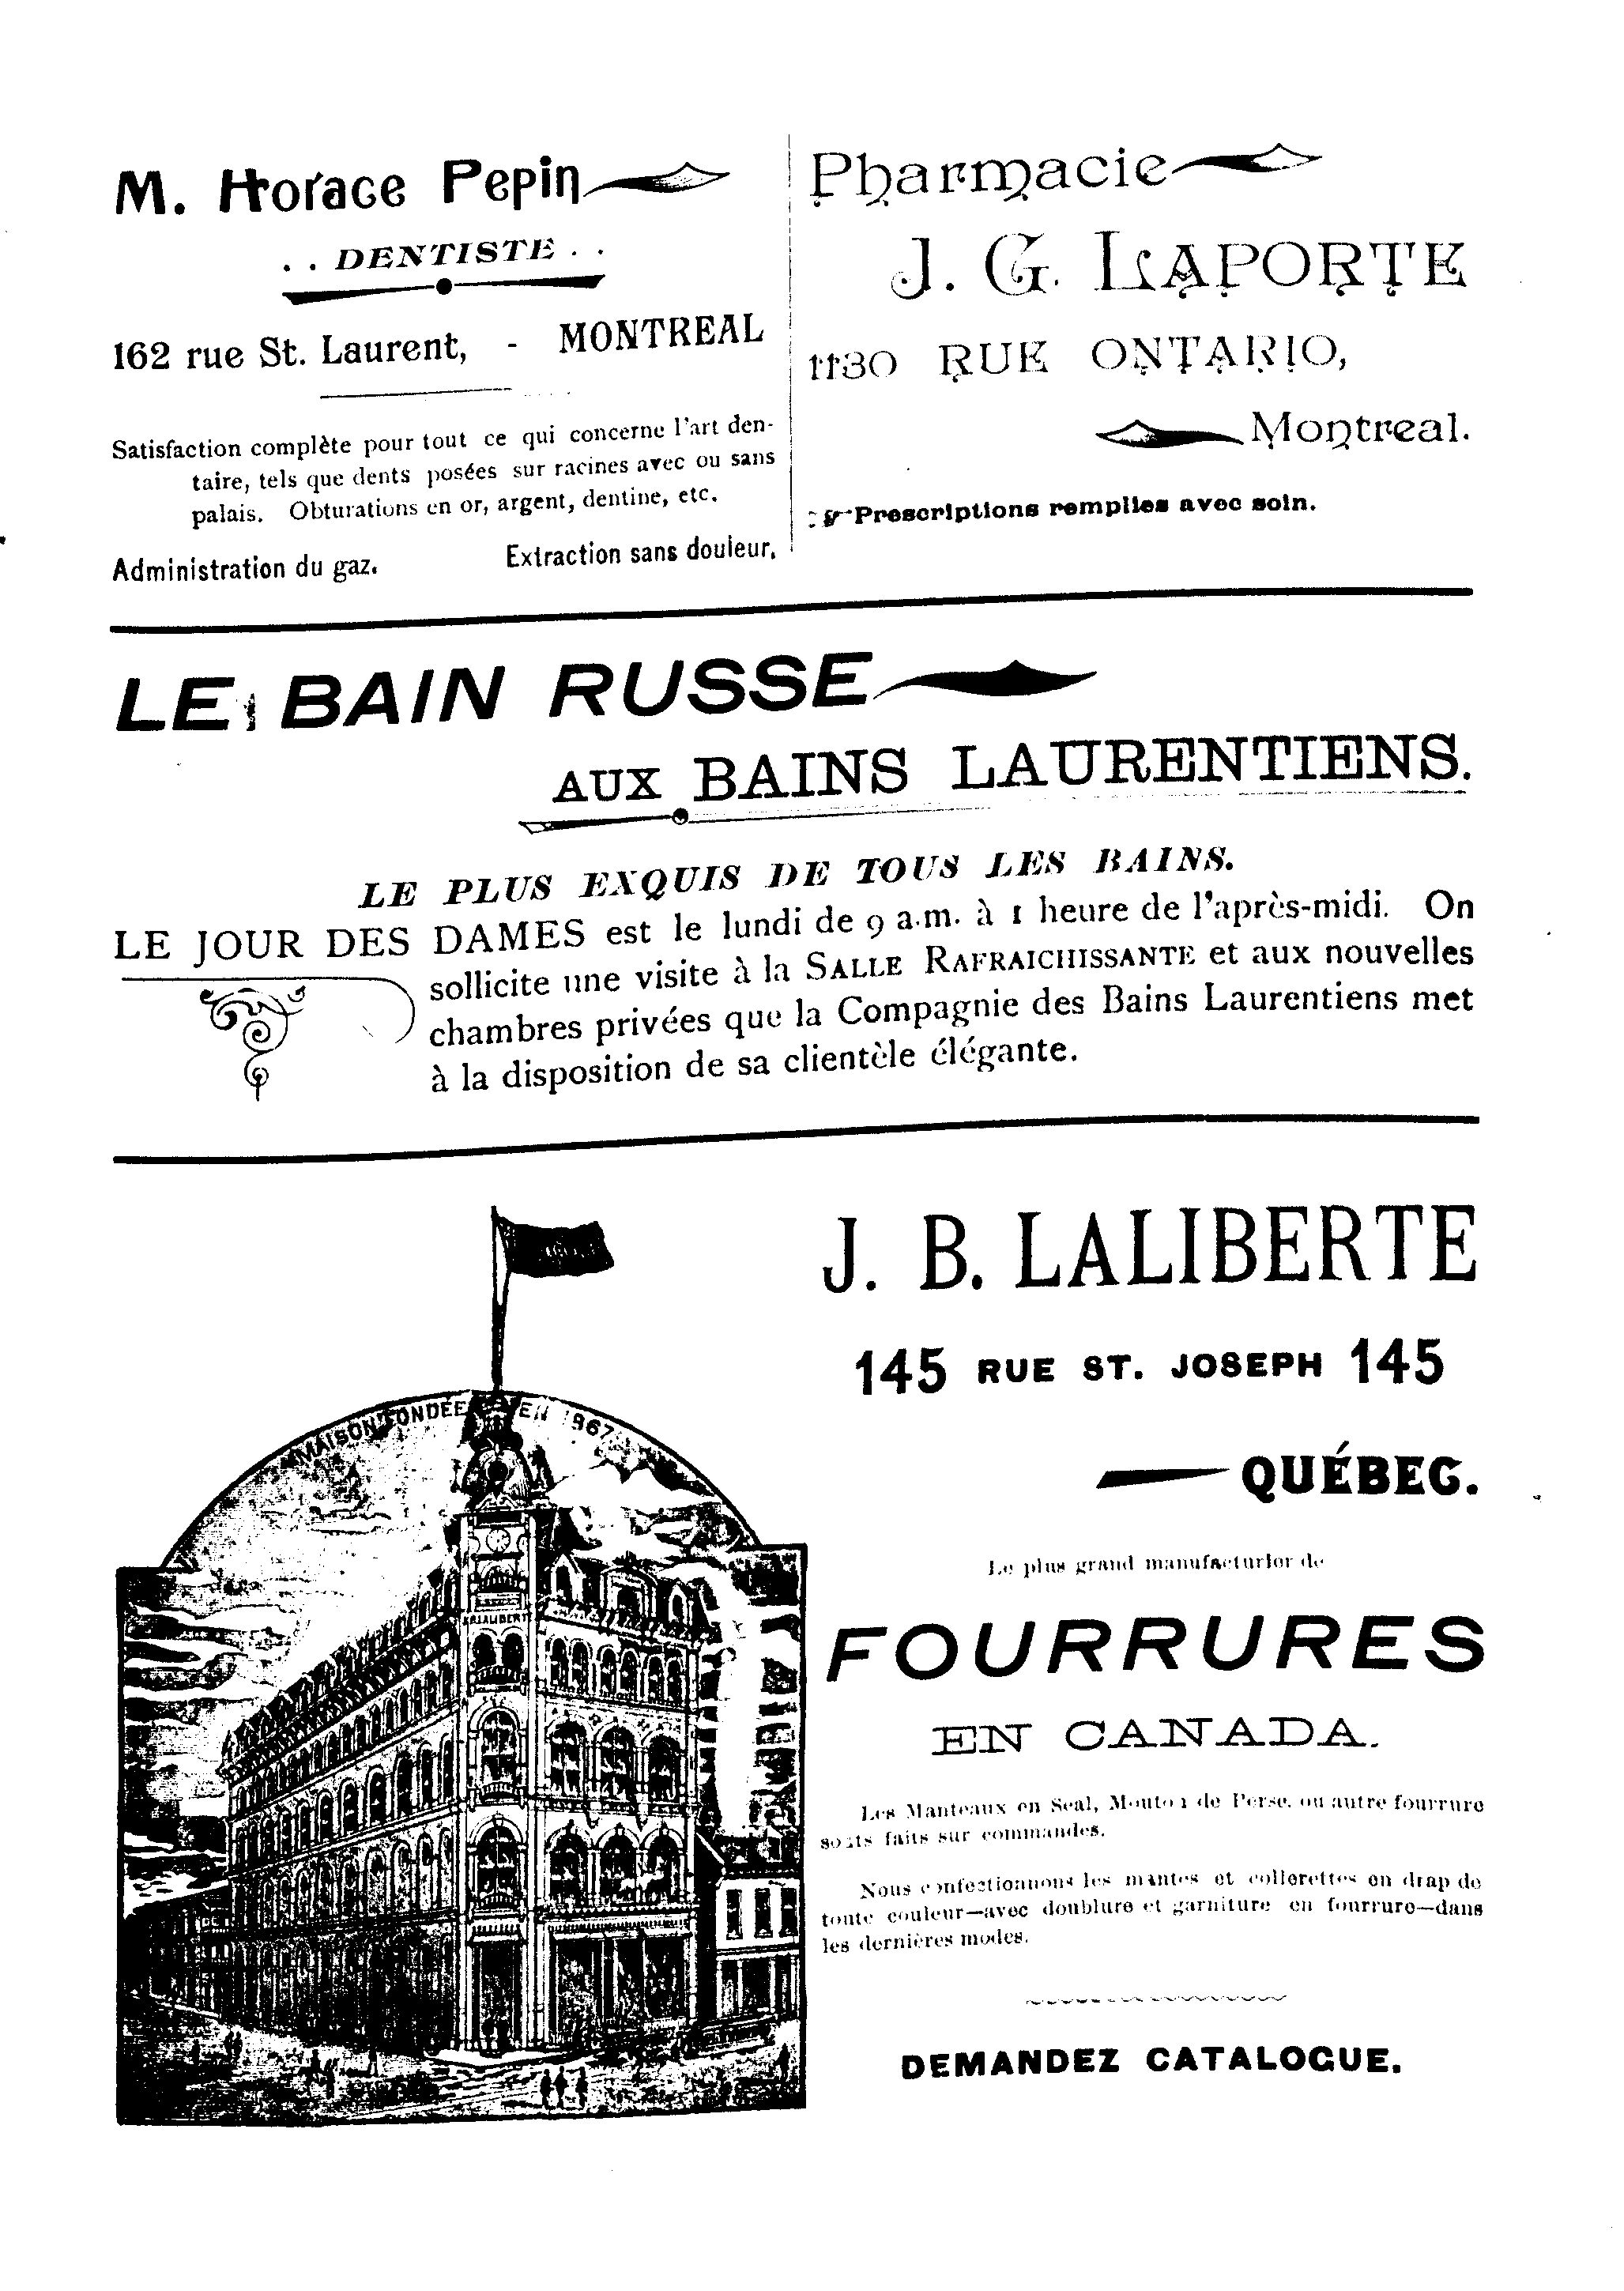 M. Horace Pepin
. . DENTISTE . .
162 rue St. Laurent, - MONTREAL
Satisfaction complète pour tout ce qui concerne l'art den-
taire, tels que dents posées sur racines avec ou sans
palais. Obturations en or, argent, dentine, etc.
Administration du gaz. Extraction sans douleur.
Pharmacie
J. G. LAPORTE
1130 RUE ONTARIO,
Montreal.
Prescriptions remplies avec soin.
LE BAIN RUSSE
AUX BAINS LAURENTIENS.
LE PLUS EXQUIS DE TOUS LES BAINS.
LE JOUR DES DAMES est le lundi de 9 a.m. à 1 heure de l'après-midi. On
sollicite une visite à la SALLE RAFRAICHISSANTE et aux nouvelles
chambres privées que la Compagnie des Bains Laurentiens met
à la disposition de sa clientèle élégante.
MAISON FONDÉE EN 1867
J.B. LALIBERTÉ
J. B. LALIBERTE
145 RUE ST. JOSEPH 145
QUÉBEC.
Le plus grand manufacturier de
FOURRURES
EN CANADA.
Les Manteaux en Seal, Mouton de Perse, ou autre fourrure
sonts faits sur commandes.
Nous confectionnons les mantes et collerettes en drap de
toute couleur—avec doublure et garniture en fourrure—dans
les dernières modes.
DEMANDEZ CATALOGUE.